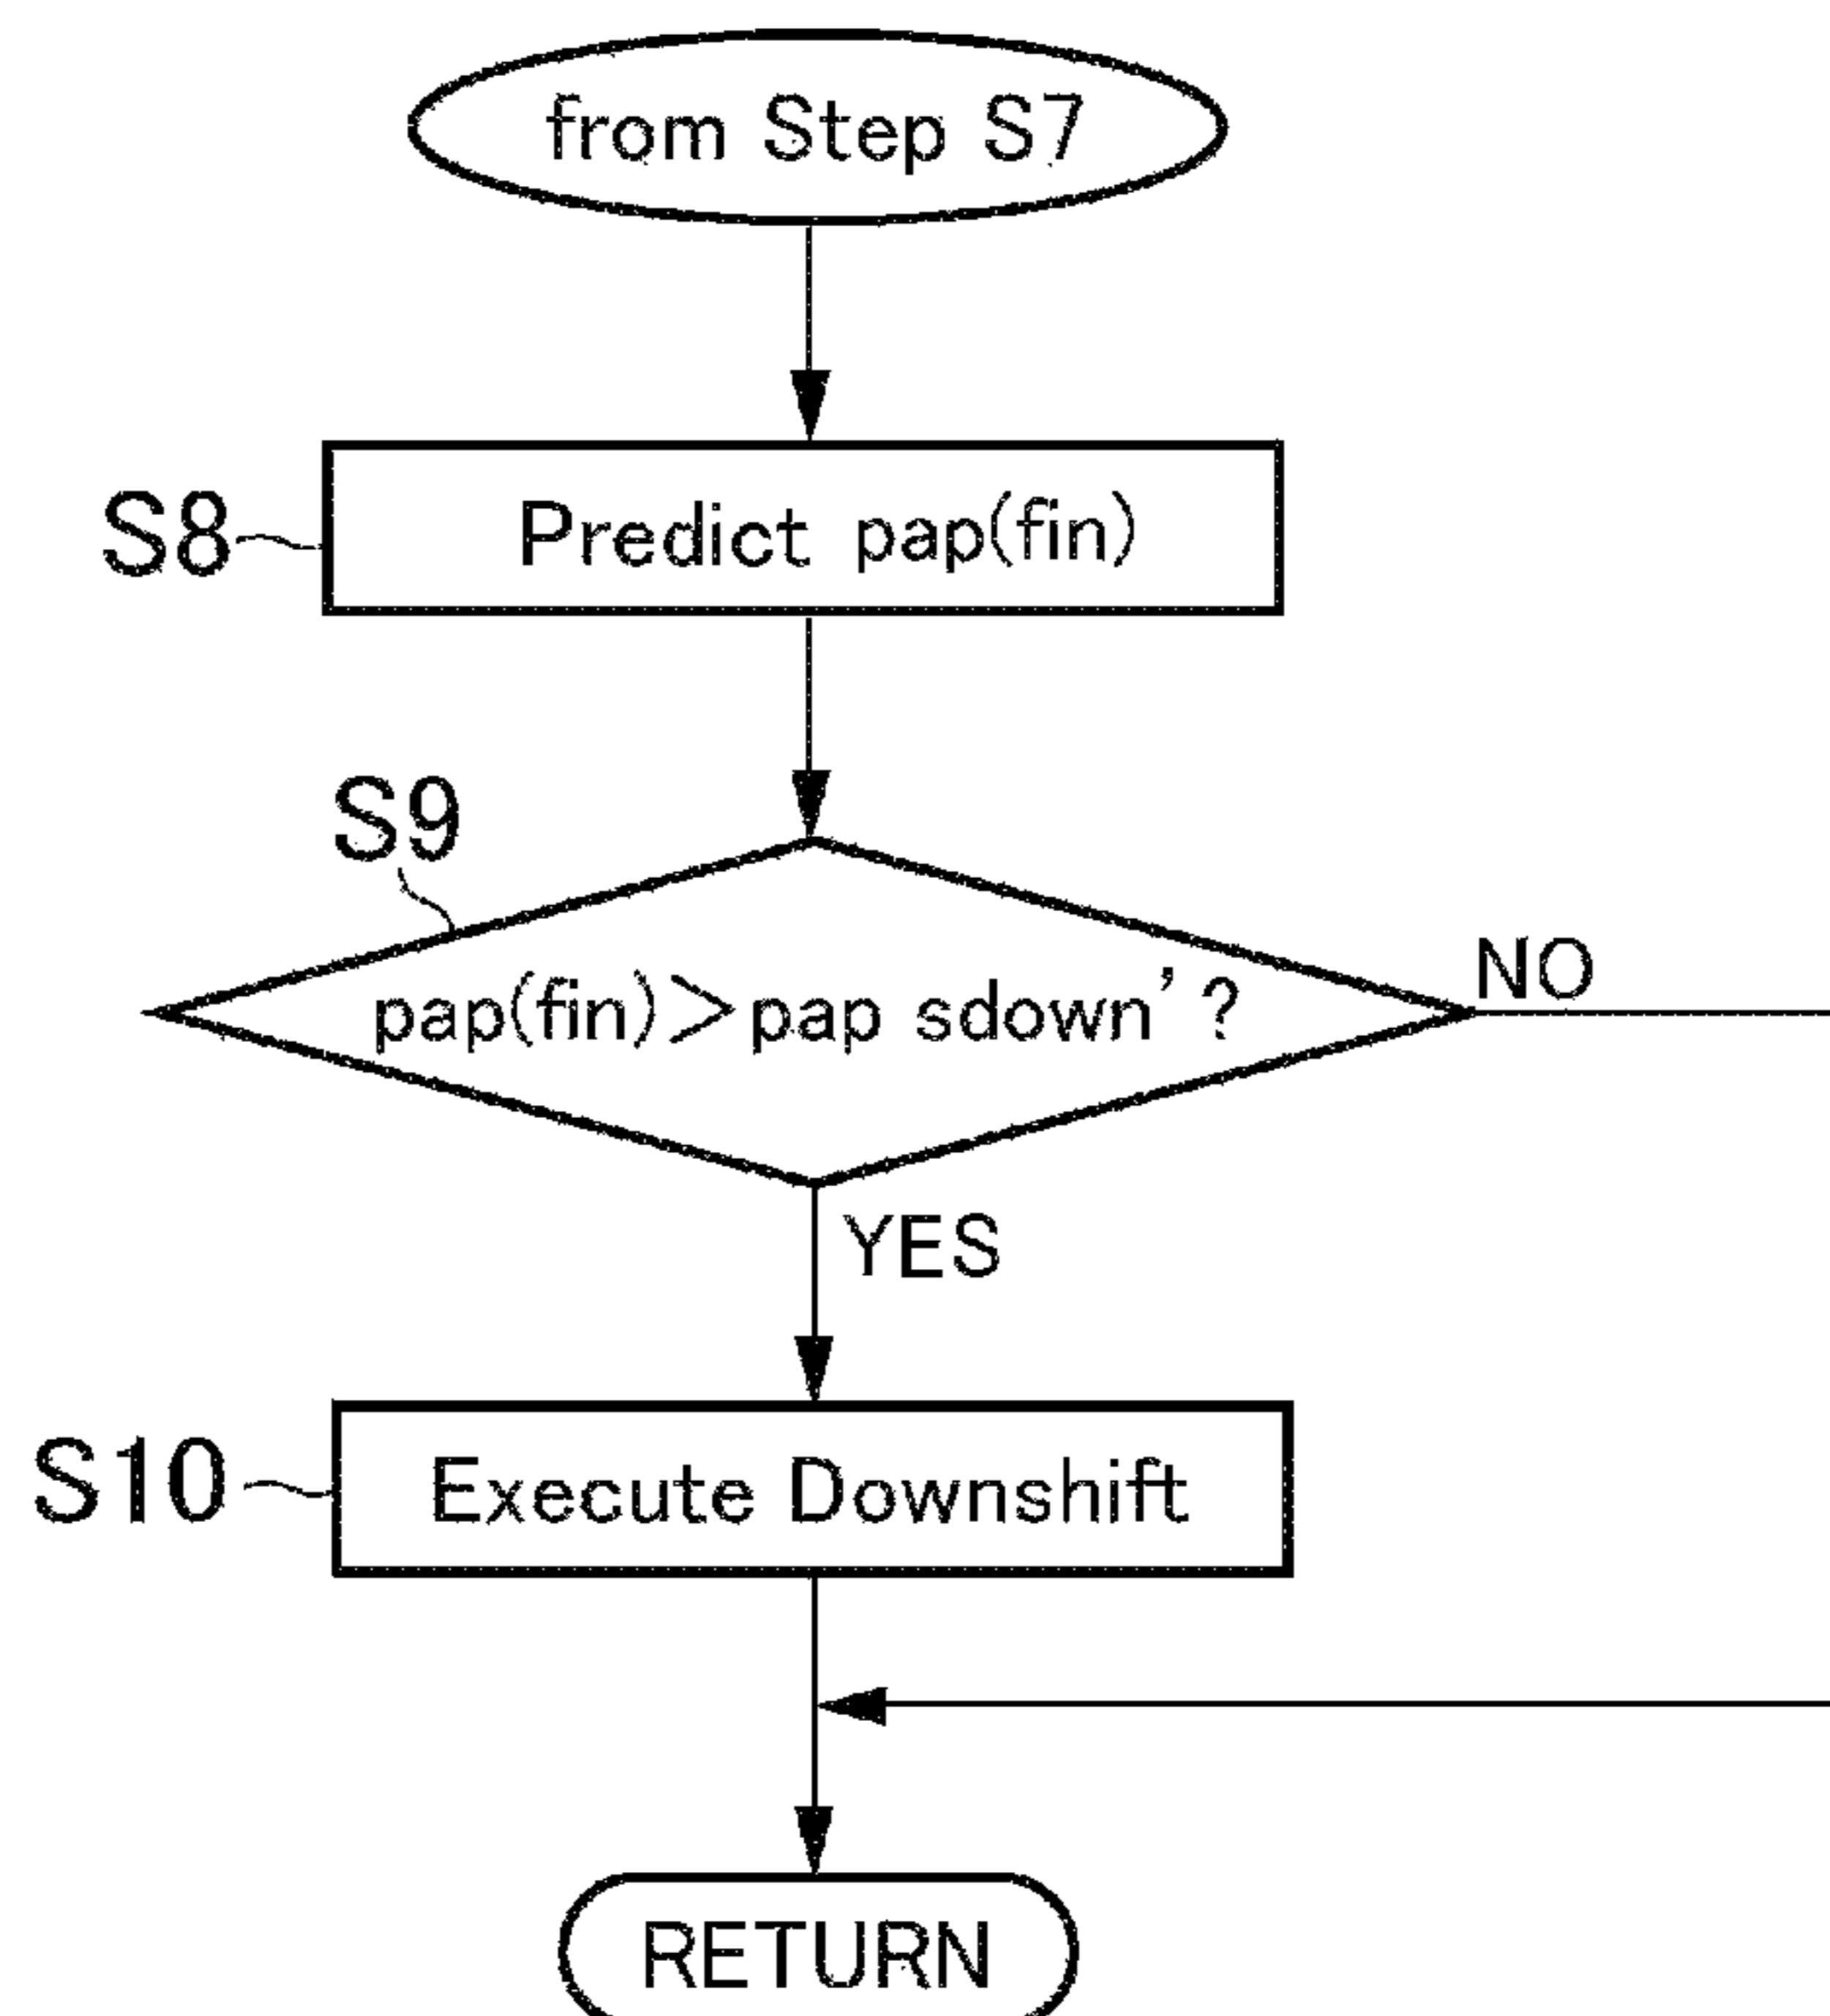 from Step S7
S8
Predict pap(fin)
S9
pap(fin)＞pap sdown'?
NO
YES
S10
Execute Downshift
RETURN